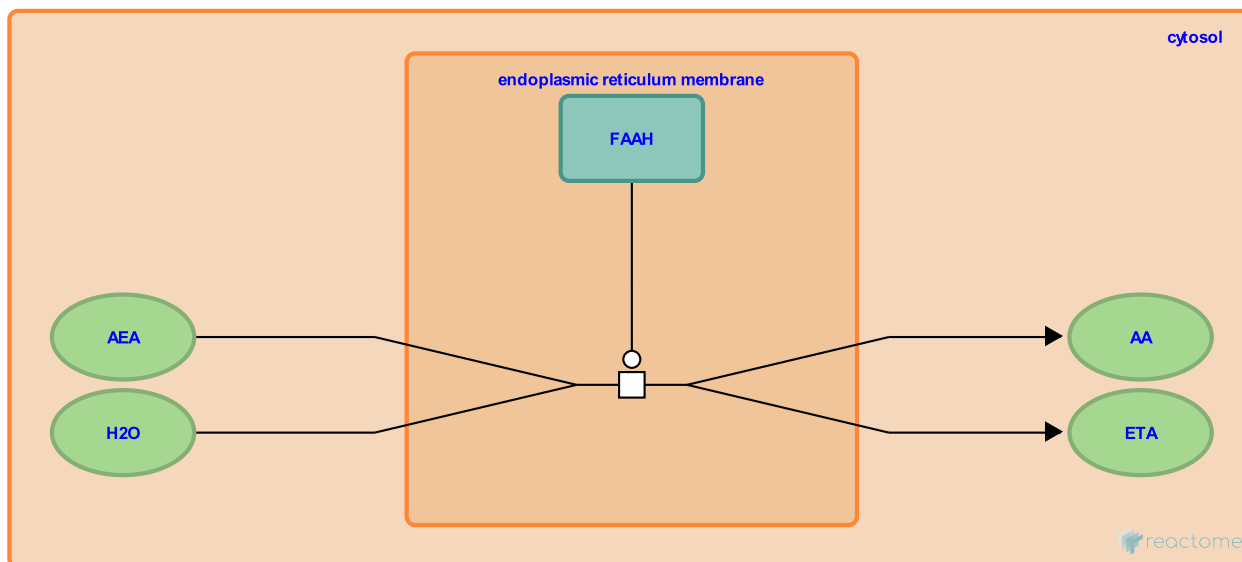 cytosol
endoplasmic reticulum membrane
FAAH
AEA
AA
H2O
ETA
reactome